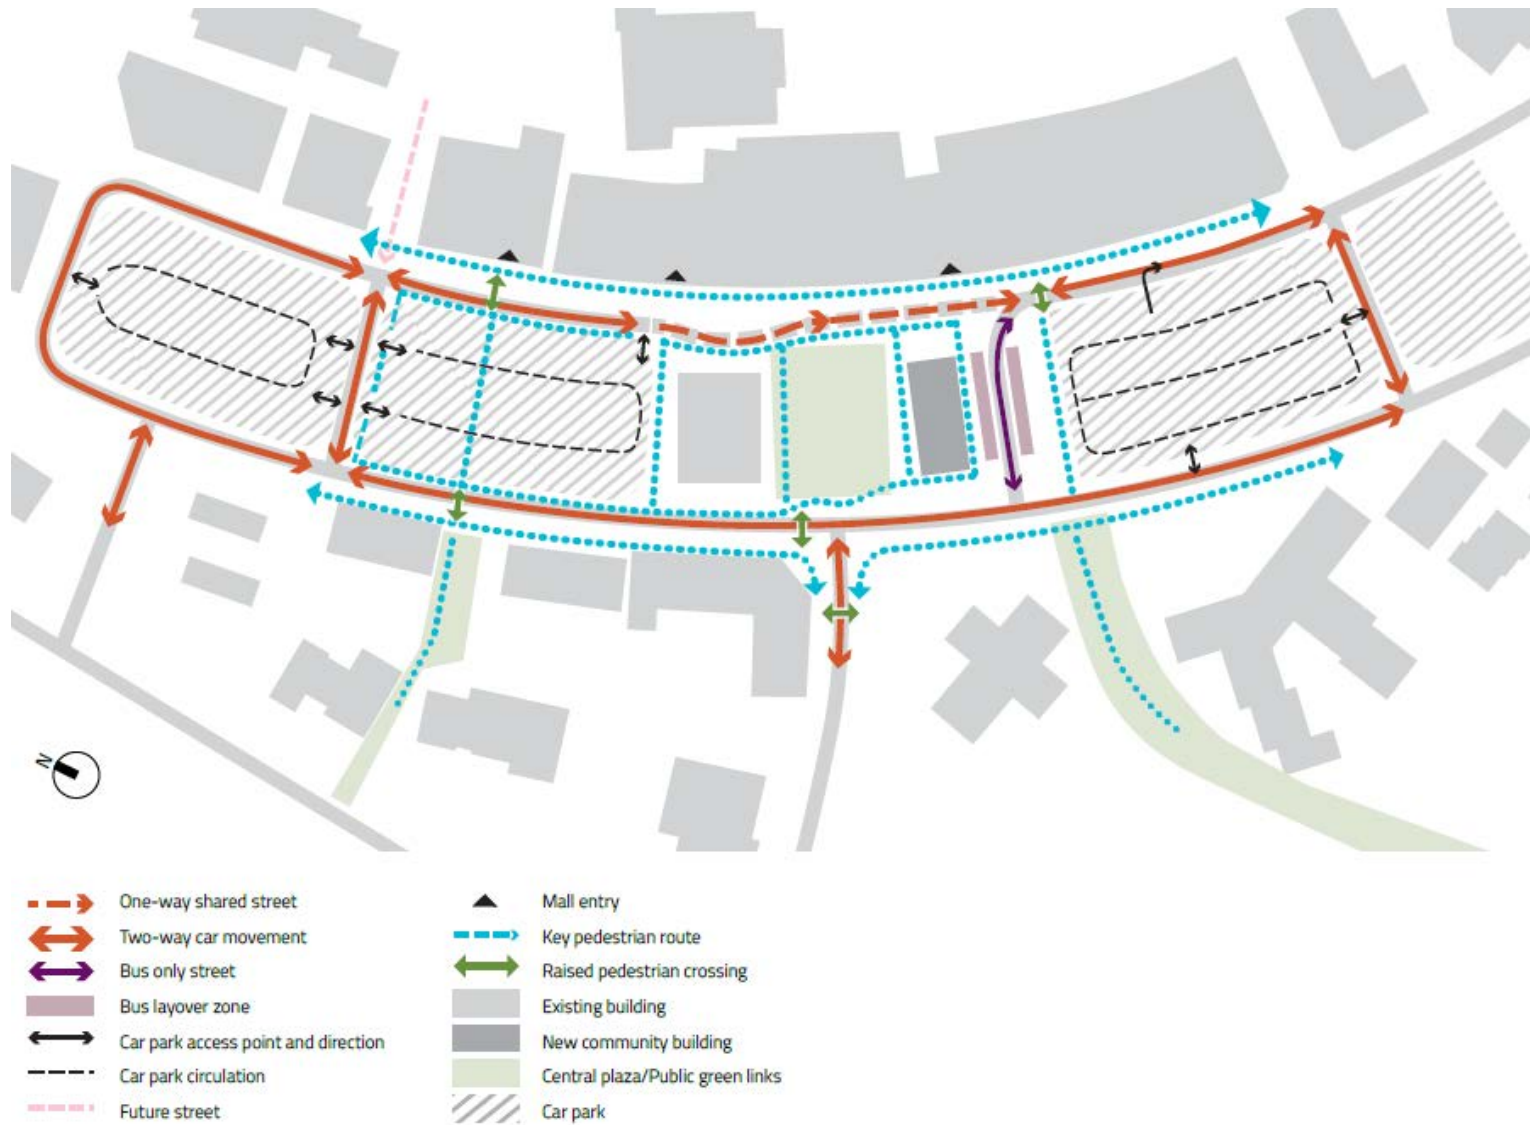 N
One-way shared street
Two-way car movement
Bus only street
Bus layover zone
Car park access point and direction
Car park circulation
Future street
Mall entry
Key pedestrian route
Raised pedestrian crossing
Existing building
New community building
Central plaza/Public green links
Car park